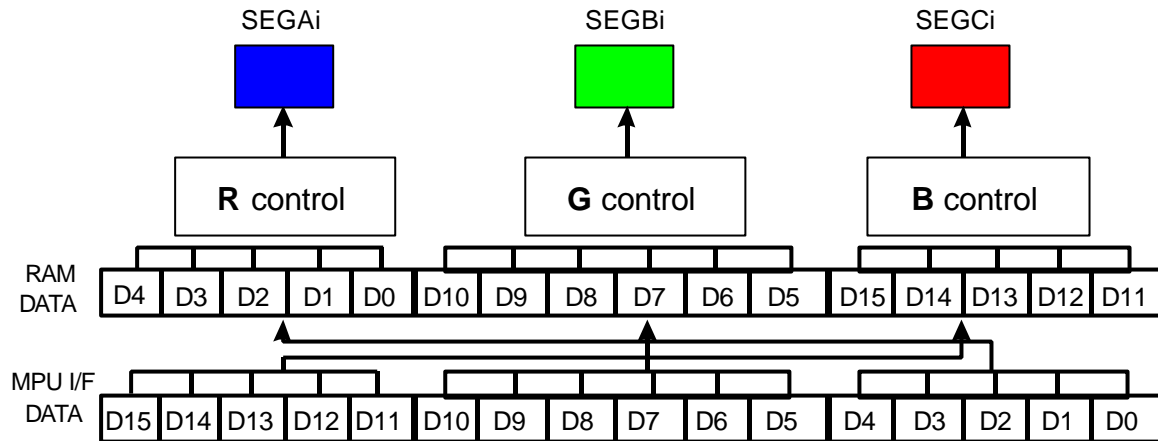 SEGAi SEGBi SEGCi
R control G control B control
RAM DATA D4 D3 D2 D1 D0 D10 D9 D8 D7 D6 D5 D15 D14 D13 D12 D11
MPU I/F DATA D15 D14 D13 D12 D11 D10 D9 D8 D7 D6 D5 D4 D3 D2 D1 D0